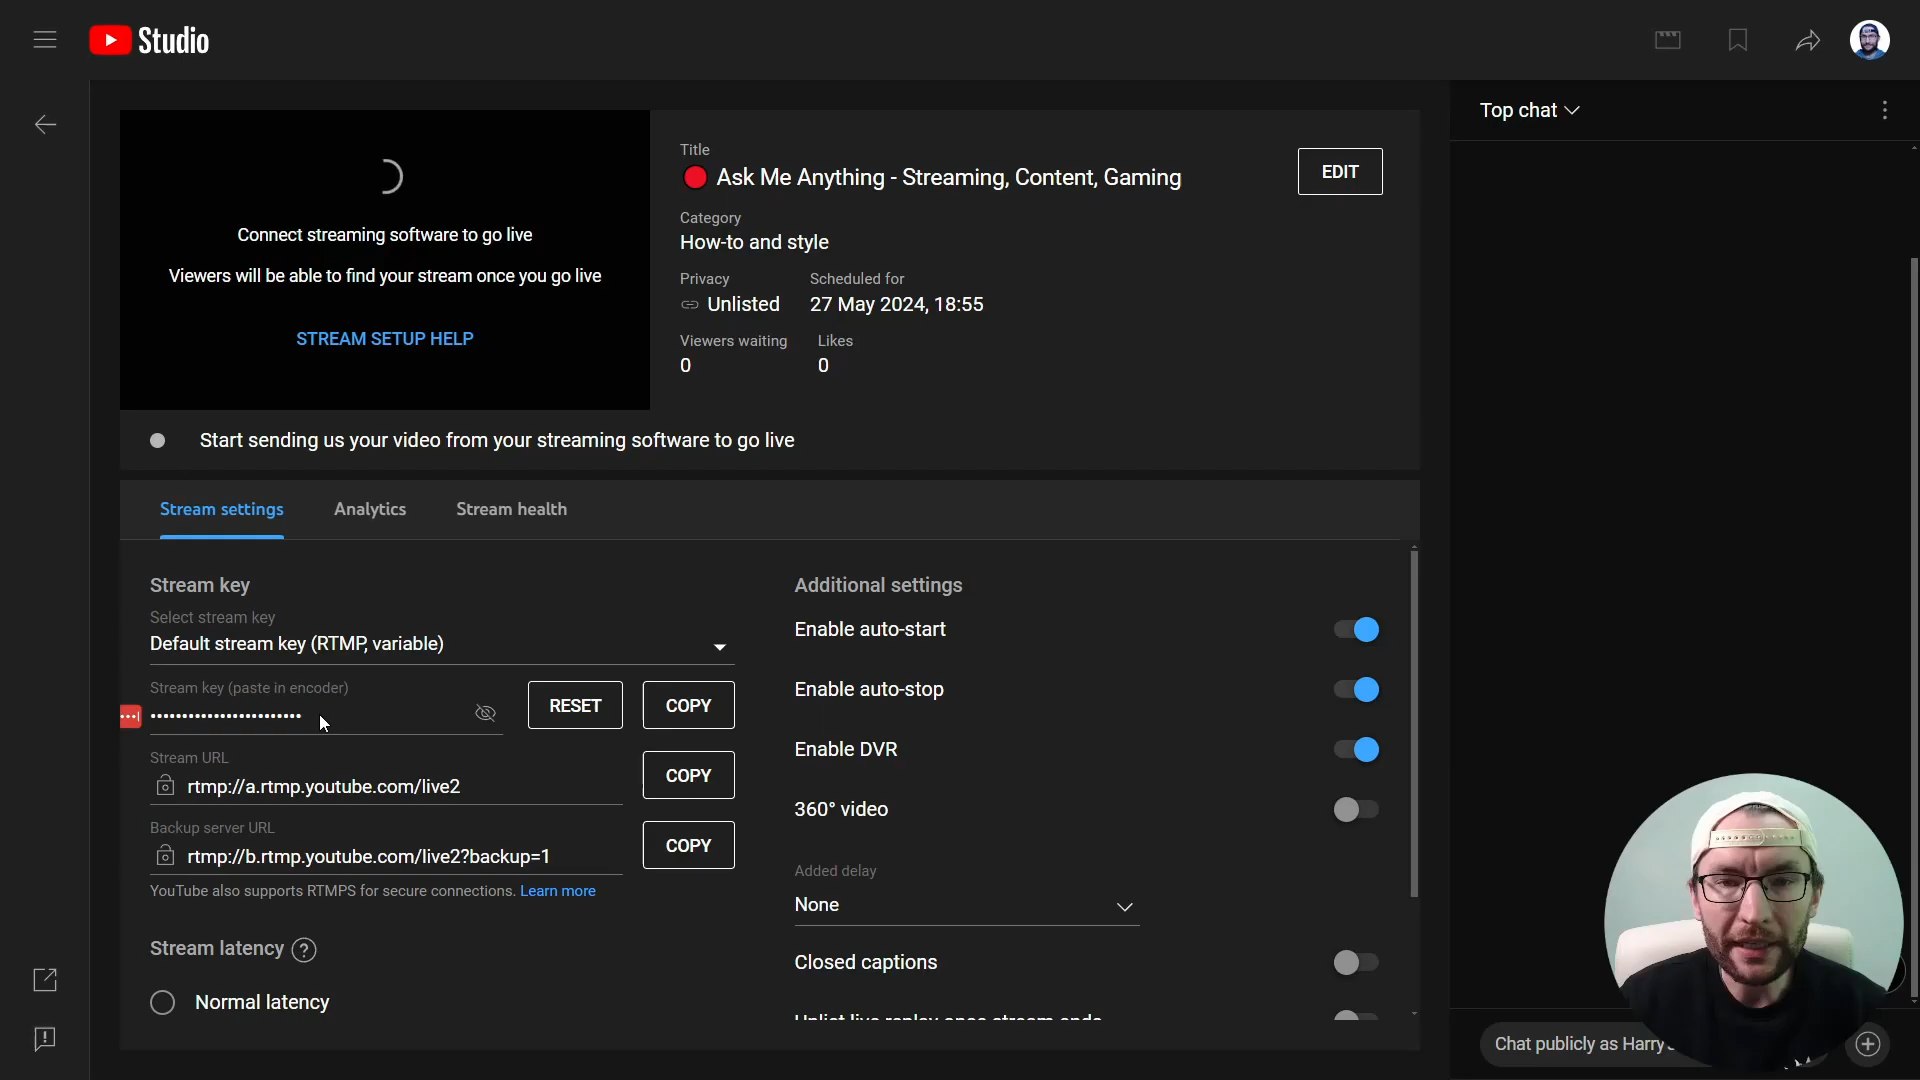 Studio
Top chat
Connect streaming software to go live
Viewers will be able to find your stream once you go live
STREAM SETUP HELP
Title
Ask Me Anything - Streaming, Content, Gaming
EDIT
Category
How-to and style
Privacy
Scheduled for
Unlisted
27 May 2024, 18:55
Viewers waiting
Likes
0
0
Start sending us your video from your streaming software to go live
Stream settings
Analytics
Stream health
Stream key
Select stream key
Default stream key (RTMP, variable)
Stream key (paste in encoder)
•••••••••••••••••••••••• 
RESET
COPY
Stream URL
rtmp://a.rtmp.youtube.com/live2
COPY
Backup server URL
rtmp://b.rtmp.youtube.com/live2?backup=1
COPY
YouTube also supports RTMPS for secure connections. Learn more
Stream latency
Normal latency
Additional settings
Enable auto-start
Enable auto-stop
Enable DVR
360° video
Added delay
None
Closed captions
Unlist live replay once stream ends
Chat publicly as Harry